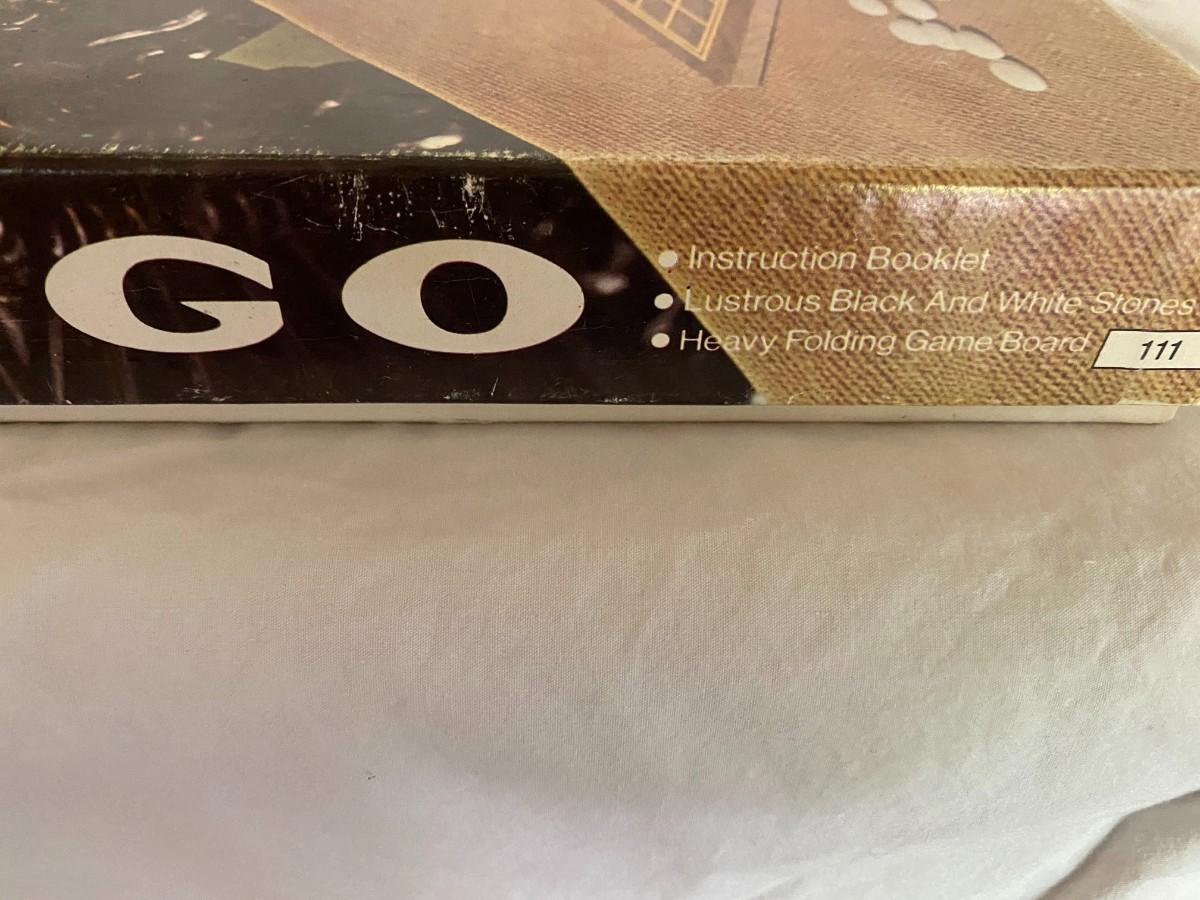 GO
• Instruction Booklet
• Lustrous Black And White Stones
• Heavy Folding Game Board
111